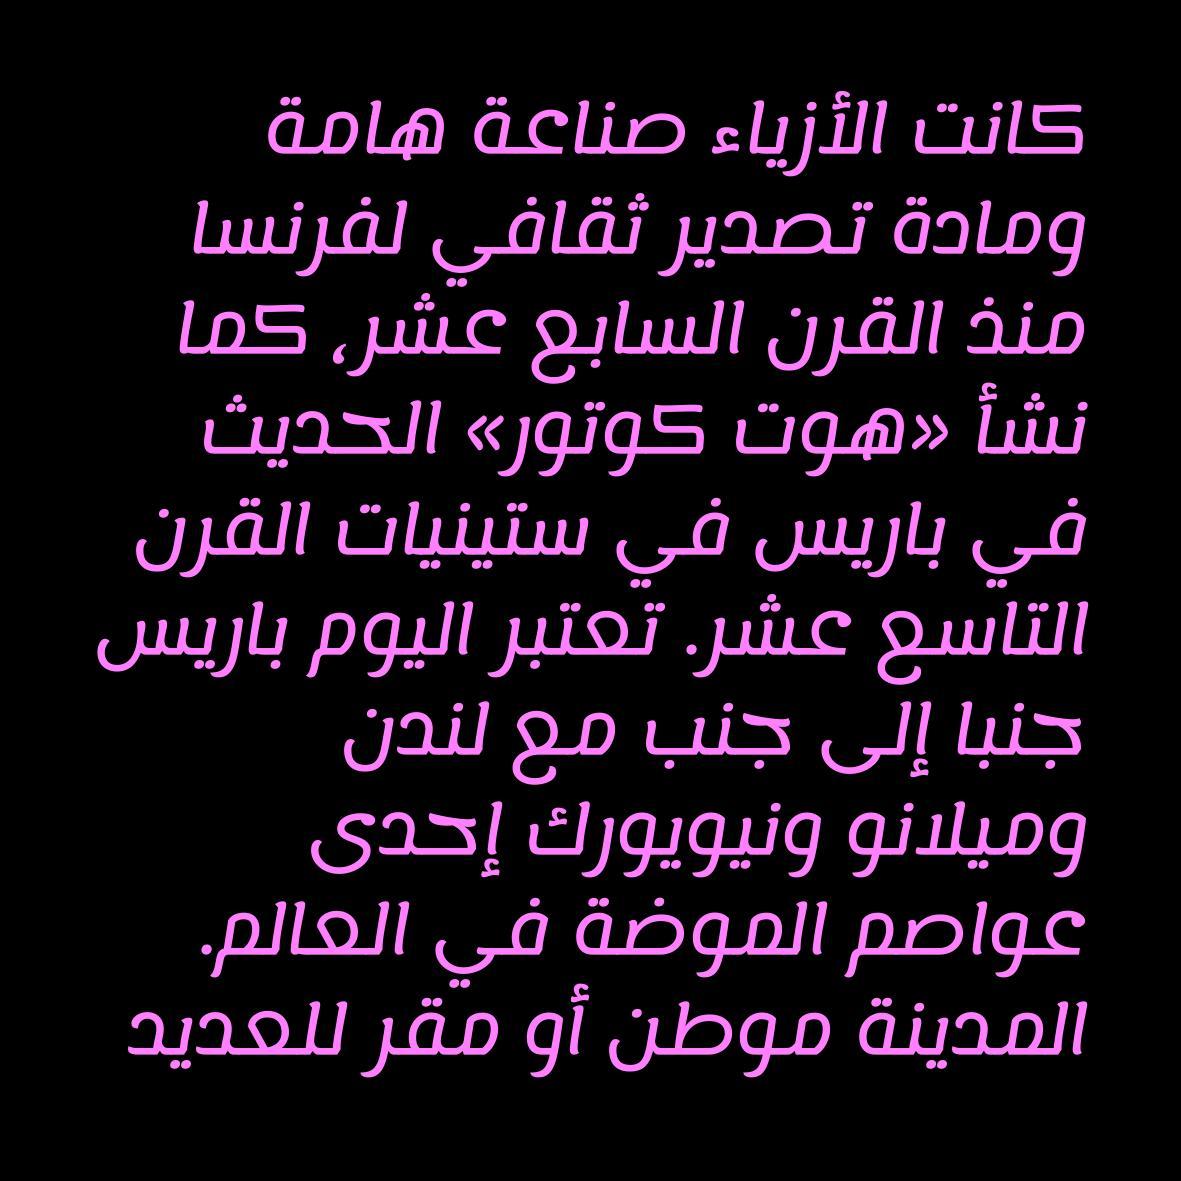 كانت الأزياء صناعة هامة
ومادة تصدير ثقافي لفرنسا
منذ القرن السابع عشر، كما
نشأ «هوت كوتور» الحديث
في باريس في ستينيات القرن
التاسع عشر. تعتبر اليوم باريس
جنبا إلى جنب مع لندن
وميلانو ونيويورك إحدى
عواصم الموضة في العالم.
المدينة موطن أو مقر للعديد